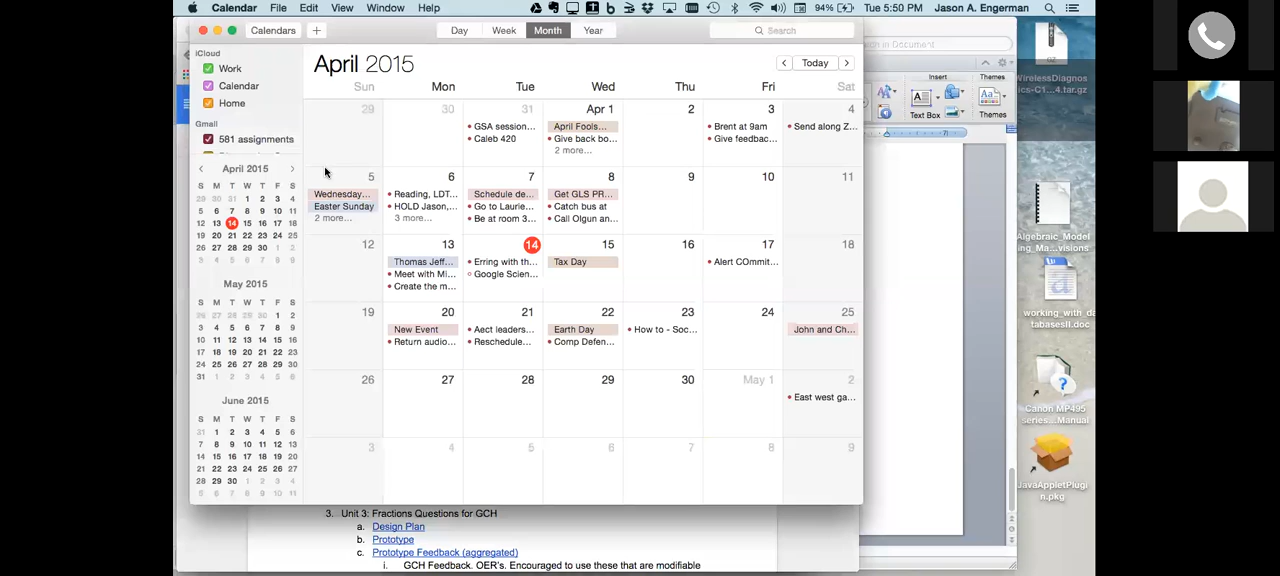 Calendar File Edit View Window Help 94% Tue 5:50 PM Jason A. Engerman
Calendars + Day Week Month Year Search
iCloud
Work
Calendar
Home
Gmail
581 assignments
April 2015
S M T W T F S
29 30 31 1 2 3 4
5 6 7 8 9 10 11
12 13 14 15 16 17 18
19 20 21 22 23 24 25
26 27 28 29 30 1 2
3 4 5 6 7 8 9
May 2015
S M T W T F S
26 27 28 29 30 1 2
3 4 5 6 7 8 9
10 11 12 13 14 15 16
17 18 19 20 21 22 23
24 25 26 27 28 29 30
31 1 2 3 4 5 6
June 2015
S M T W T F S
31 1 2 3 4 5 6
7 8 9 10 11 12 13
14 15 16 17 18 19 20
21 22 23 24 25 26 27
28 29 30 1 2 3 4
5 6 7 8 9 10 11
April 2015
Today
Sun Mon Tue Wed Thu Fri Sat
29 30 31 Apr 1 2 3 4
GSA session... April Fools... Brent at 9am Send along Z...
Caleb 420 Give back bo... Give feedbac...
2 more...
5 6 7 8 9 10 11
Wednesday... Reading, LDT... Schedule de... Get GLS PR...
Easter Sunday HOLD Jason,... Go to Laurie... Catch bus at
2 more... 3 more... Be at room 3... Call Olgun an...
12 13 14 15 16 17 18
Thomas Jeff... Erring with th... Tax Day Alert COmmit...
Meet with Mi... Google Scien...
Create the m...
19 20 21 22 23 24 25
New Event Aect leaders... Earth Day How to - Soc... John and Ch...
Return audio... Reschedule... Comp Defen...
26 27 28 29 30 May 1 2
East west ga...
3 4 5 6 7 8 9
3. Unit 3: Fractions Questions for GCH
a. Design Plan
b. Prototype
c. Prototype Feedback (aggregated)
i. GCH Feedback. OER's. Encouraged to use these that are modifiable
ch in Document
Insert Themes
Text Box Themes
GZ
WirelessDiagnos
tics-C1...4.tar.gz
Algebraic_Model
ing_Ma...visions
working_with_da
tabasesII.doc
Canon MP495
series...Manual
JavaAppletPlugi
n.pkg